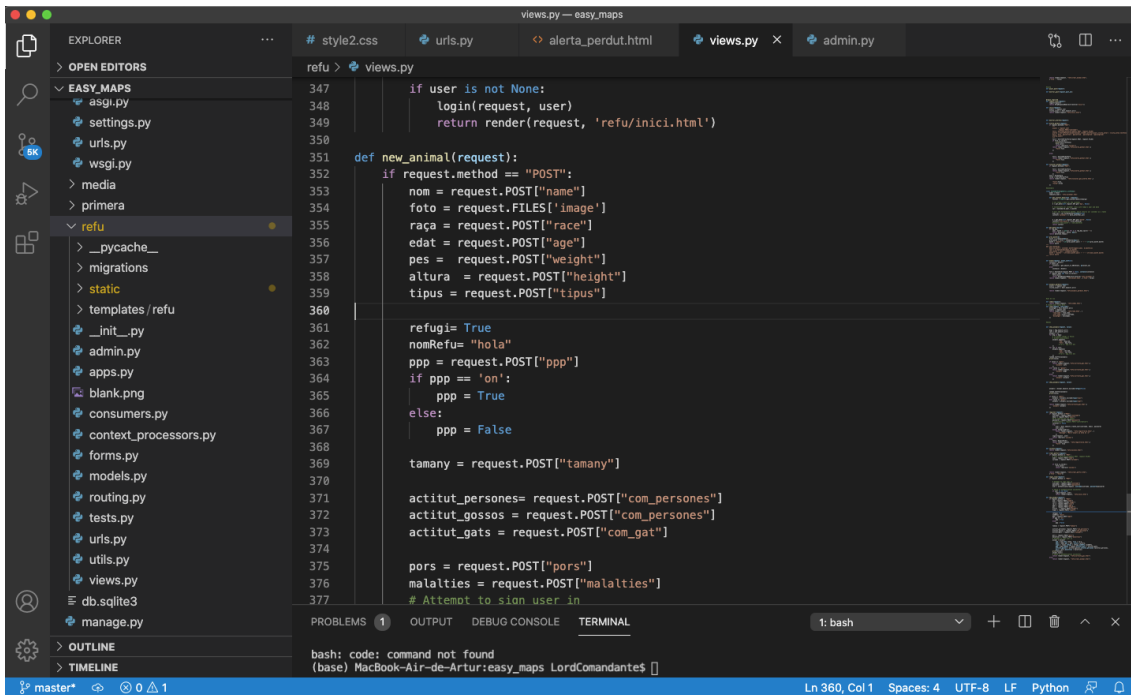 views.py — easy_maps
EXPLORER
···
# style2.css
urls.py
<> alerta_perdut.html
views.py ×
admin.py
···
> OPEN EDITORS
EASY_MAPS
asgi.py
settings.py
urls.py
wsgi.py
> media
> primera
refu
> __pycache__
> migrations
> static
> templates/refu
__init__.py
admin.py
apps.py
blank.png
consumers.py
context_processors.py
forms.py
models.py
routing.py
tests.py
urls.py
utils.py
views.py
db.sqlite3
manage.py
> OUTLINE
> TIMELINE
5K
refu > views.py
347 if user is not None:
348 login(request, user)
349 return render(request, 'refu/inici.html')
350
351 def new_animal(request):
352 if request.method == "POST":
353 nom = request.POST["name"]
354 foto = request.FILES['image']
355 raça = request.POST["race"]
356 edat = request.POST["age"]
357 pes =  request.POST["weight"]
358 altura  = request.POST["height"]
359 tipus = request.POST["tipus"]
360
361 refugi= True
362 nomRefu= "hola"
363 ppp = request.POST["ppp"]
364 if ppp == 'on':
365 ppp = True
366 else:
367 ppp = False
368
369 tamany = request.POST["tamany"]
370
371 actitut_persones= request.POST["com_persones"]
372 actitut_gossos = request.POST["com_persones"]
373 actitut_gats = request.POST["com_gat"]
374
375 pors = request.POST["pors"]
376 malalties = request.POST["malalties"]
377 # Attempt to sign user in
PROBLEMS 1 OUTPUT DEBUG CONSOLE TERMINAL
1: bash
bash: code: command not found
(base) MacBook-Air-de-Artur:easy_maps LordComandante$
master* 0 1
Ln 360, Col 1 Spaces: 4 UTF-8 LF Python